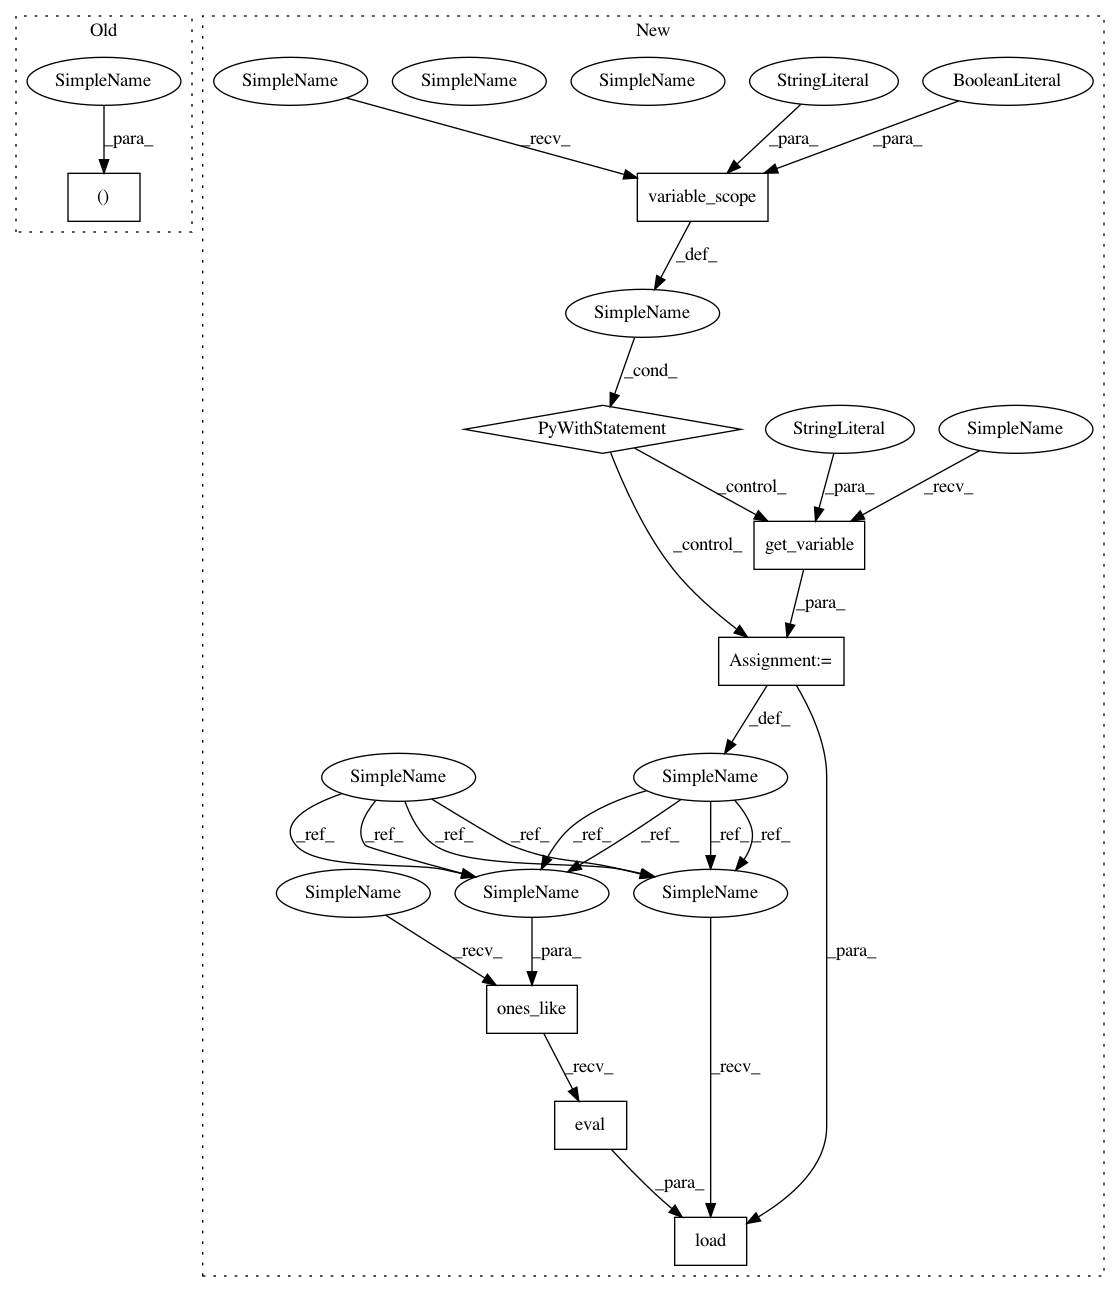 Old
New
SimpleName
SimpleName
SimpleName
SimpleName
StringLiteral
BooleanLiteral
_para_
_recv_
_para_
_para_
()
variable_scope
_def_
SimpleName
_cond_
PyWithStatement
StringLiteral
SimpleName
_control_
_para_
_recv_
_control_
get_variable
_para_
Assignment:=
_def_
SimpleName
SimpleName
_ref_
_ref_
_ref_
_ref_
_ref_
_ref_
_ref_
_ref_
SimpleName
SimpleName
SimpleName
_recv_
_para_
_para_
ones_like
_recv_
_recv_
eval
_para_
load